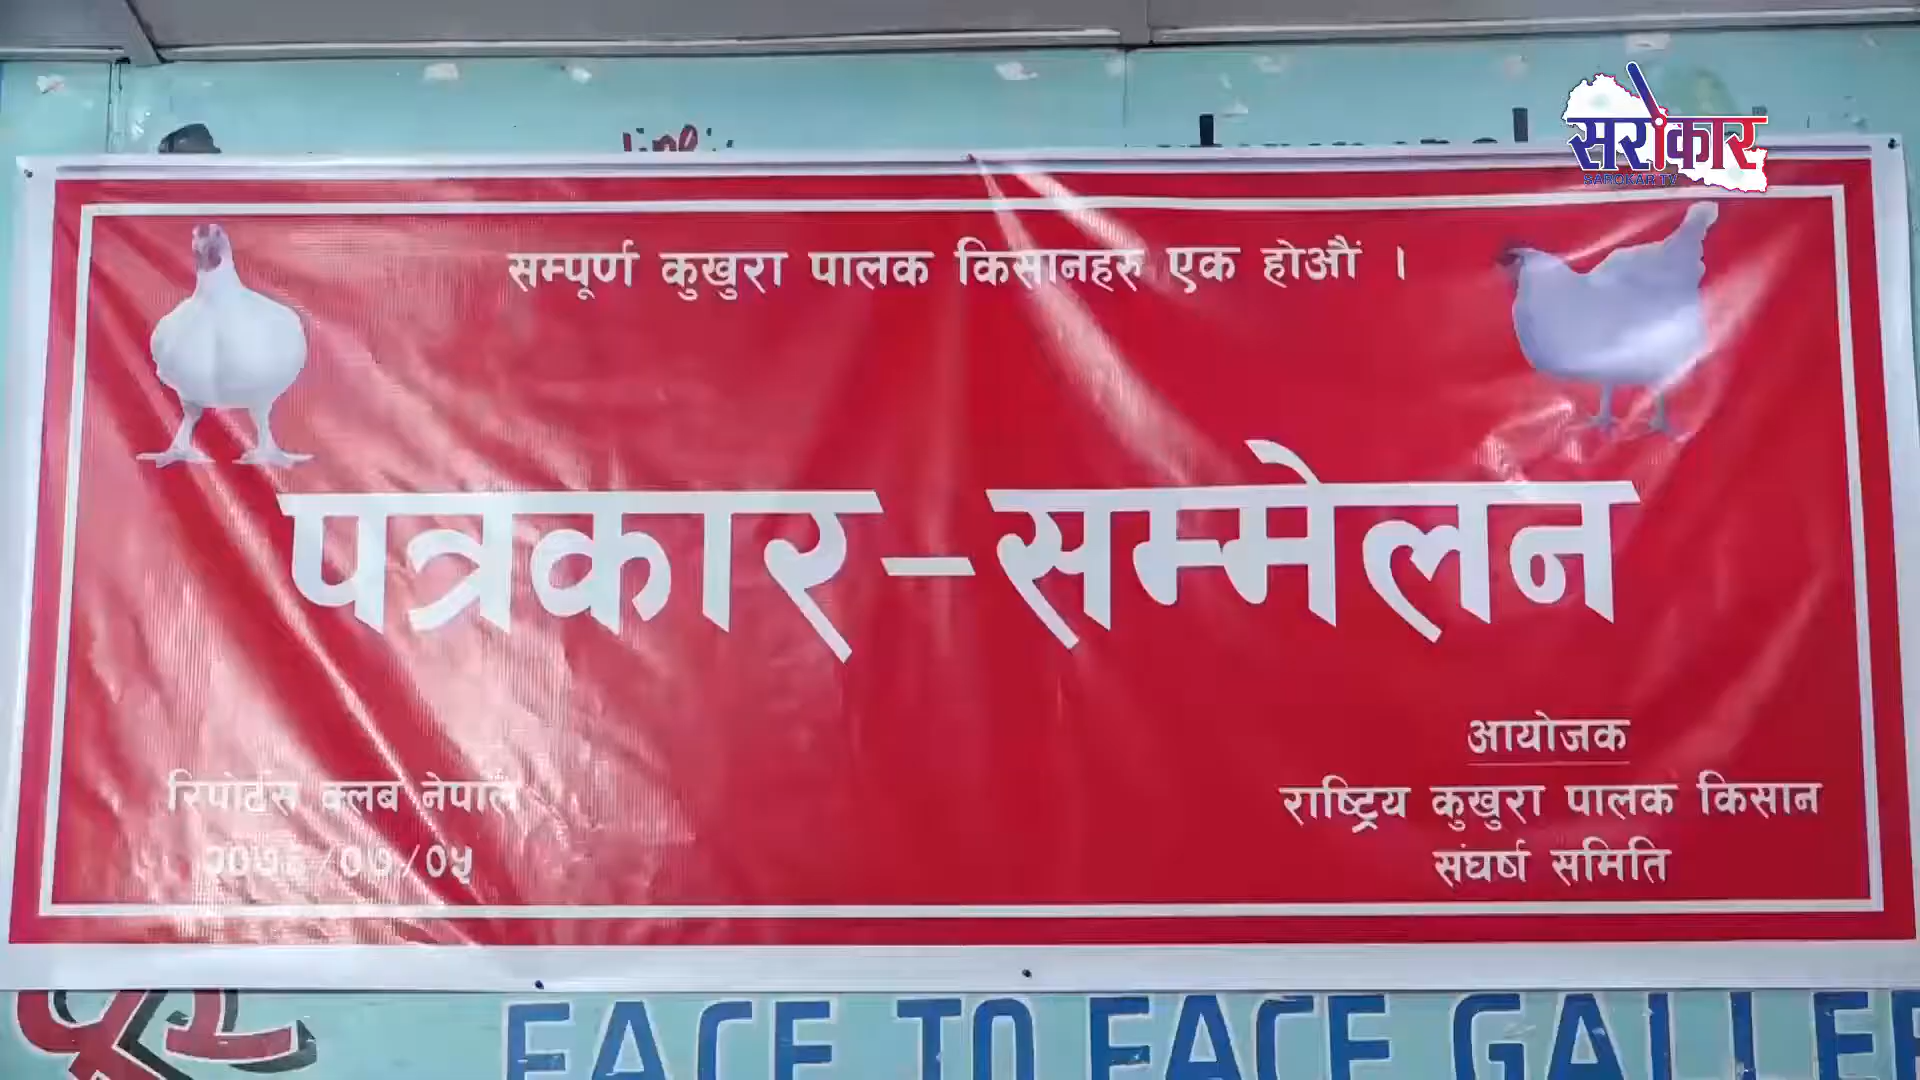 सरोकार
SAROKAR TV
सम्पूर्ण कुखुरा पालक किसानहरु एक होऔं ।
पत्रकार-सम्मेलन
आयोजक
रिपोर्टस क्लब नेपाल
राष्ट्रिय कुखुरा पालक किसान
संघर्ष समिति
FACE TO FACE